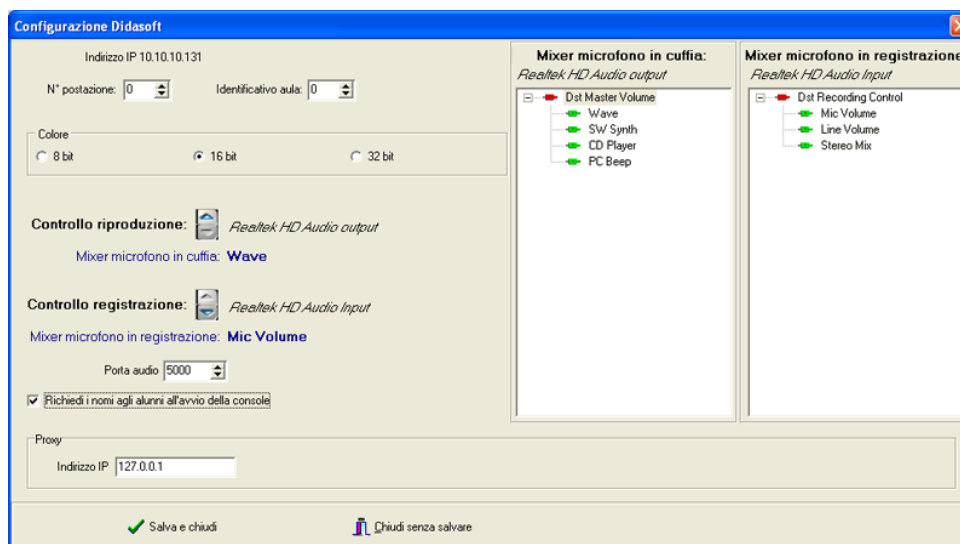 Configurazione Didasoft
Indirizzo IP 10.10.10.131
N° postazione: 0
Identificativo aula: 0
Colore
8 bit
16 bit
32 bit
Controllo riproduzione: Realtek HD Audio output
Mixer microfono in cuffia: Wave
Controllo registrazione: Realtek HD Audio Input
Mixer microfono in registrazione: Mic Volume
Porta audio 5000
Richiedi i nomi agli alunni all'avvio della console
Mixer microfono in cuffia:
Realtek HD Audio output
Dst Master Volume
Wave
SW Synth
CD Player
PC Beep
Mixer microfono in registrazione
Realtek HD Audio Input
Dst Recording Control
Mic Volume
Line Volume
Stereo Mix
Proxy
Indirizzo IP 127.0.0.1
Salva e chiudi
Chiudi senza salvare